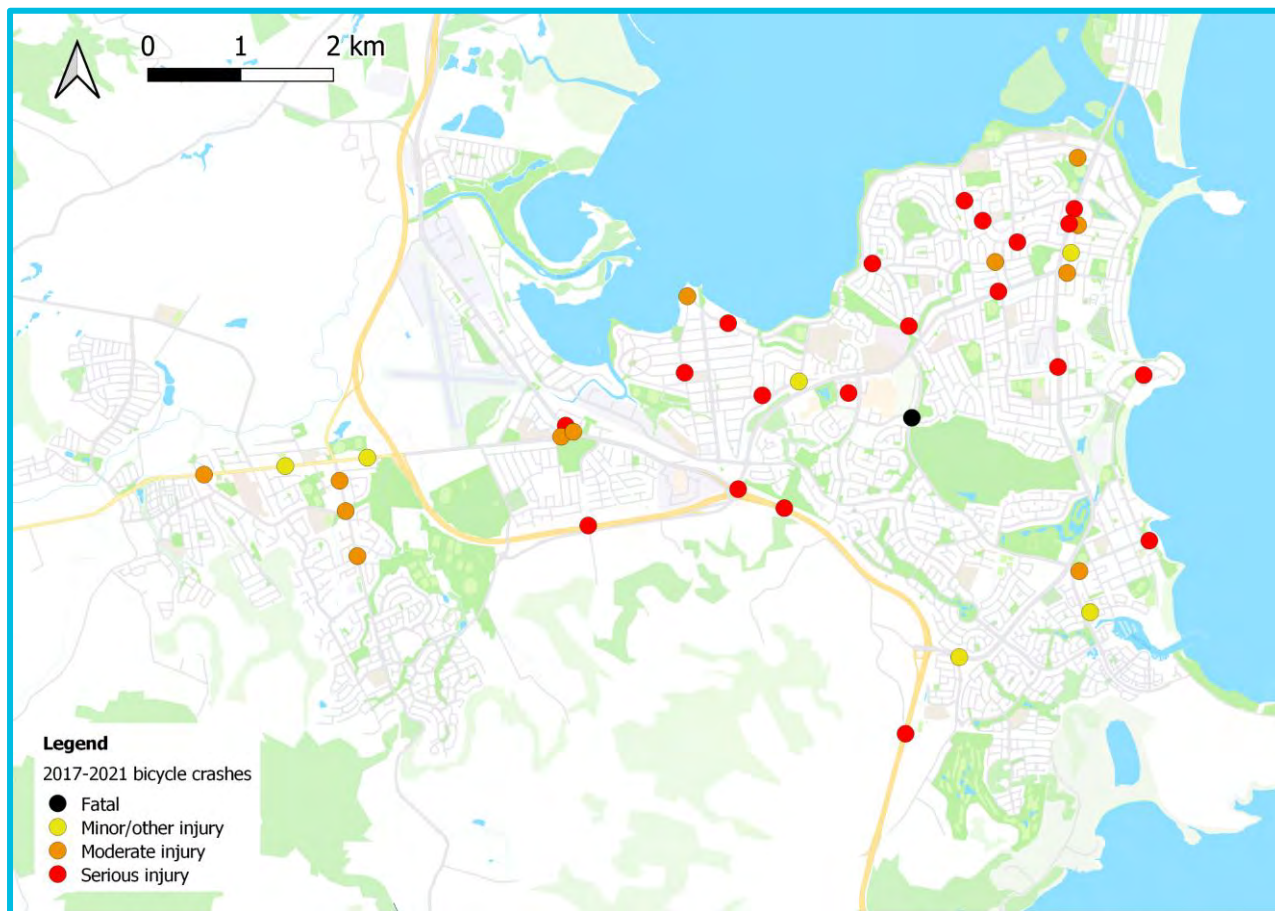 0 1 2 km
Legend
2017-2021 bicycle crashes
Fatal
Minor/other injury
Moderate injury
Serious injury